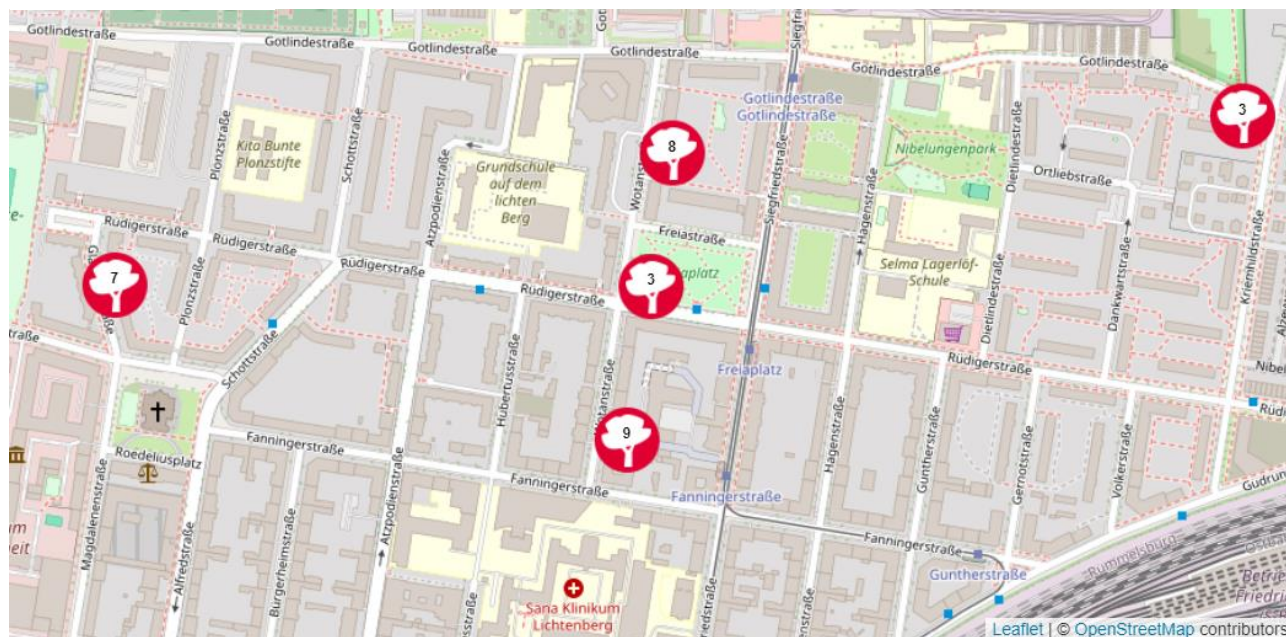 Gotlindestraße
Gotlindestraße
Gotlindestraße
Gotlindestraße
Siegfriedstraße
Gotlindestraße
Gotlindestraße
Gotlindestraße
Gotlindestraße
3
Plonzstraße
Kita Bunte
Plonzstifte
Schottstraße
Atzpodienstraße
Grundschule
auf dem
lichten
Berg
8
Siegfriedstraße
Hagenstraße
Nibelungenpark
Dietlindestraße
Ortliebstraße
Rüdigerstraße
Rüdigerstraße
Freiastraße
Selma Lagerlöf-
Schule
Dankwartstraße
Kriemhildstraße
7
Plonzstraße
Rüdigerstraße
Rüdigerstraße
3
Dietlindestraße
Schottstraße
Hubertusstraße
Wotanstraße
Freiaplatz
Rüdigerstraße
9
Fanningerstraße
Hagenstraße
Guntherstraße
Gernotstraße
Volkerstraße
Roedeliusplatz
Magdalenenstraße
Alfredstraße
Burgerheimstraße
Atzpodienstraße
Fanningerstraße
Fanningerstraße
Fanningerstraße
Guntherstraße
Rummelsburg
Sana Klinikum
Lichtenberg
Leaflet | © OpenStreetMap contributors